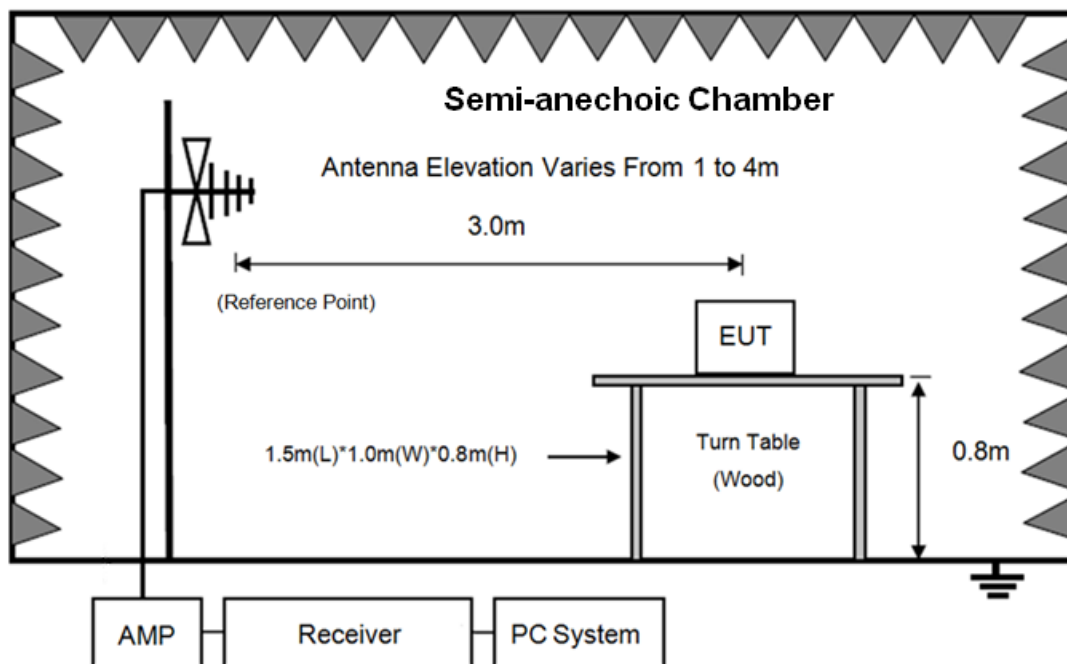 Semi-anechoic Chamber
Antenna Elevation Varies From 1 to 4m
3.0m
(Reference Point)
EUT
1.5m(L)*1.0m(W)*0.8m(H)
Turn Table
(Wood)
0.8m
AMP
Receiver
PC System